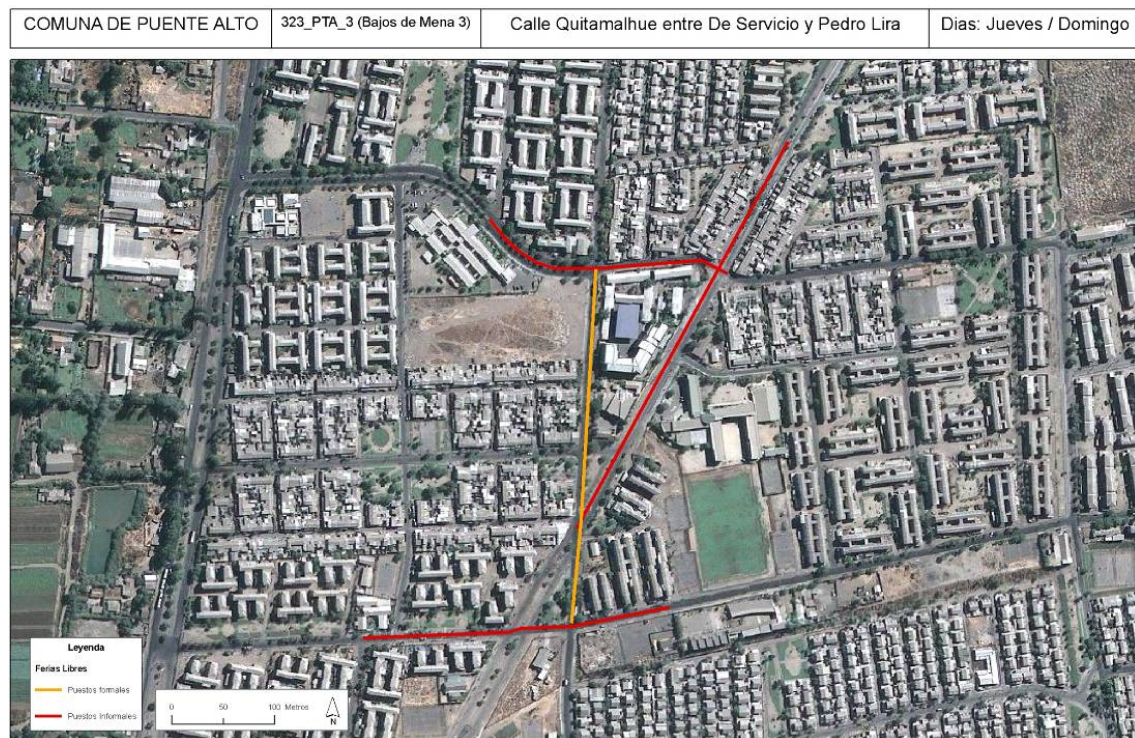 COMUNA DE PUENTE ALTO
323_PTA_3 (Bajos de Mena 3)
Calle Quitamalhue entre De Servicio y Pedro Lira
Dias: Jueves / Domingo
Leyenda
Ferias Libres
Puestos formales
Puestos Informales
0 50 100 Metros
N